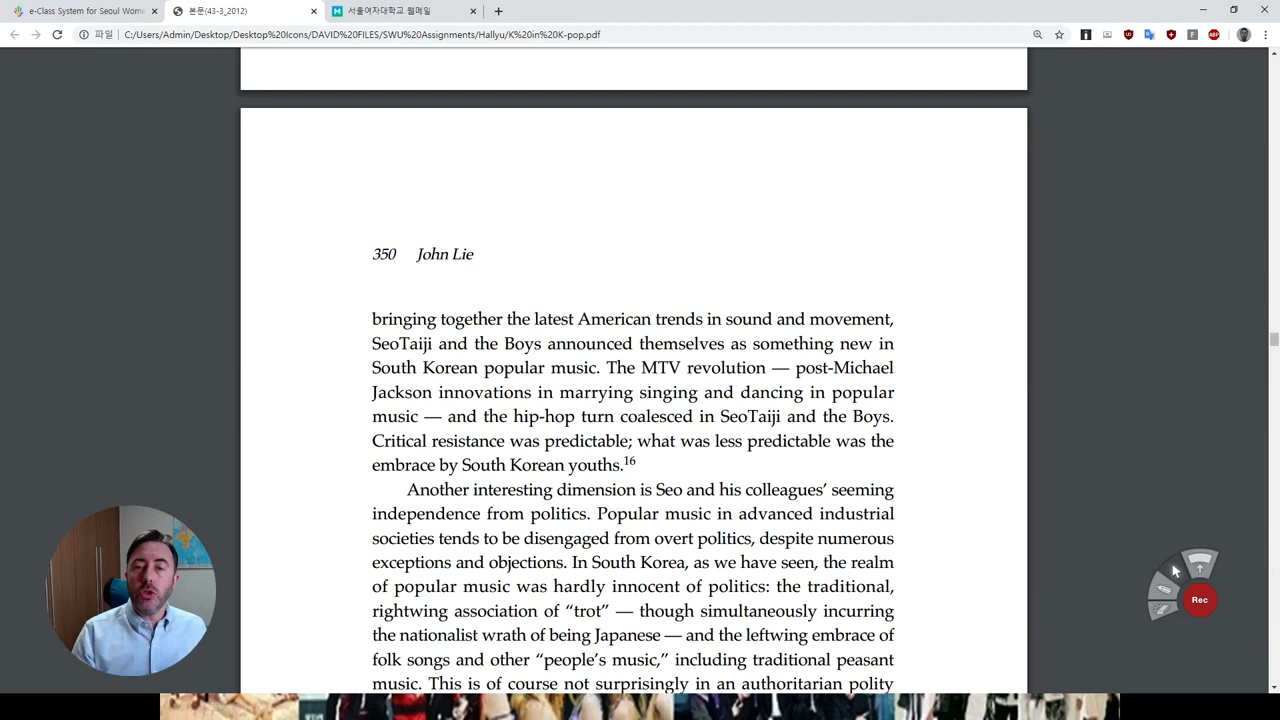 e-Class System for Seoul Wome
본문(43-3_2012)
서울여자대학교 웹메일
파일
C:/Users/Admin/Desktop/Desktop%20Icons/DAVID%20FILES/SWU%20Assignments/Hallyu/K%20in%20K-pop.pdf
350 John Lie
bringing together the latest American trends in sound and movement,
SeoTaiji and the Boys announced themselves as something new in
South Korean popular music. The MTV revolution — post-Michael
Jackson innovations in marrying singing and dancing in popular
music — and the hip-hop turn coalesced in SeoTaiji and the Boys.
Critical resistance was predictable; what was less predictable was the
embrace by South Korean youths.16
Another interesting dimension is Seo and his colleagues’ seeming
independence from politics. Popular music in advanced industrial
societies tends to be disengaged from overt politics, despite numerous
exceptions and objections. In South Korea, as we have seen, the realm
of popular music was hardly innocent of politics: the traditional,
rightwing association of “trot” — though simultaneously incurring
the nationalist wrath of being Japanese — and the leftwing embrace of
folk songs and other “people’s music,” including traditional peasant
music. This is of course not surprisingly in an authoritarian polity
Rec